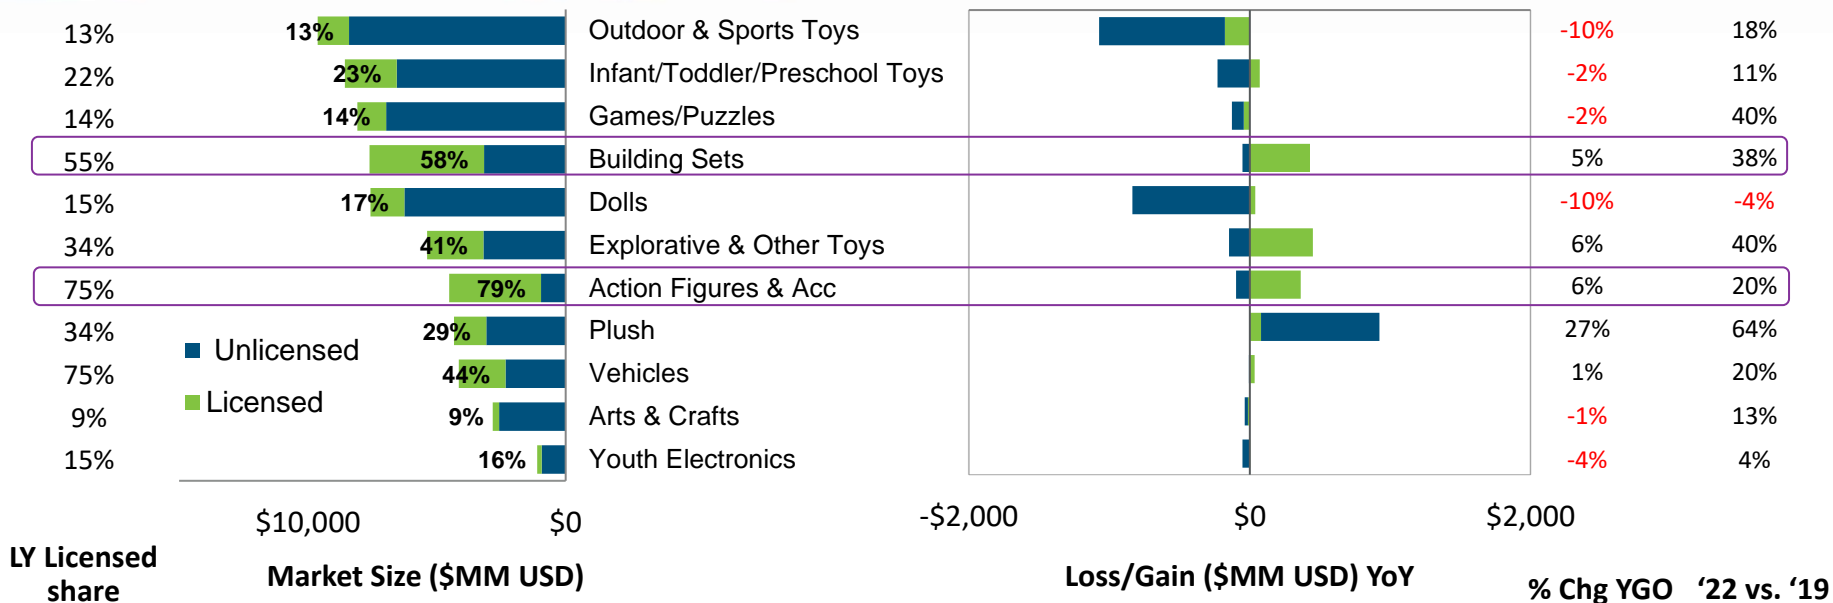 13% 13% Outdoor & Sports Toys -10% 18%
22% 23% Infant/Toddler/Preschool Toys -2% 11%
14% 14% Games/Puzzles -2% 40%
55% 58% Building Sets 5% 38%
15% 17% Dolls -10% -4%
34% 41% Explorative & Other Toys 6% 40%
75% 79% Action Figures & Acc 6% 20%
34% 29% Plush 27% 64%
Unlicensed
75% 44% Vehicles 1% 20%
Licensed
9% 9% Arts & Crafts -1% 13%
15% 16% Youth Electronics -4% 4%
$10,000 $0 -$2,000 $0 $2,000
LY Licensed
share
Market Size ($MM USD) Loss/Gain ($MM USD) YoY % Chg YGO ‘22 vs. ‘19